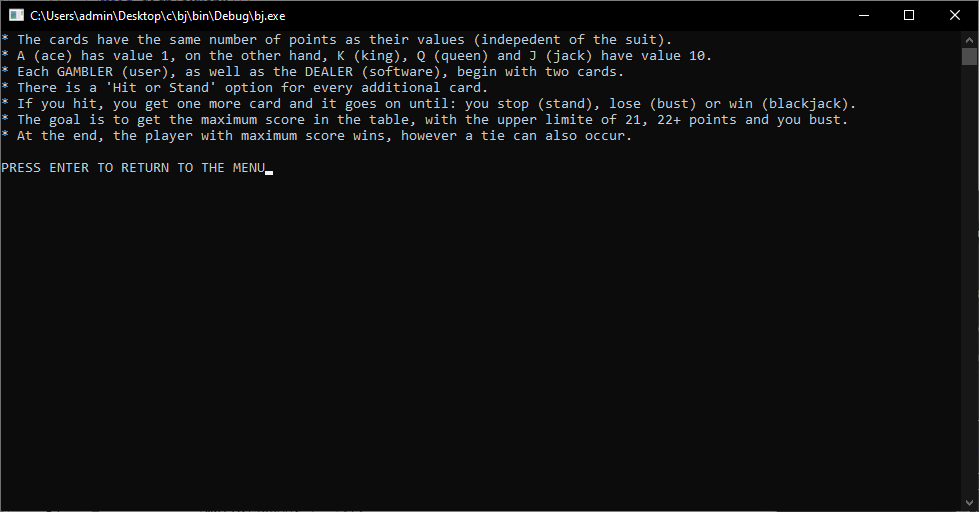 C:\Users\admin\Desktop\c\bj\bin\Debug\bj.exe
* The cards have the same number of points as their values (indepedent of the suit).
* A (ace) has value 1, on the other hand, K (king), Q (queen) and J (jack) have value 10.
* Each GAMBLER (user), as well as the DEALER (software), begin with two cards.
* There is a 'Hit or Stand' option for every additional card.
* If you hit, you get one more card and it goes on until: you stop (stand), lose (bust) or win (blackjack).
* The goal is to get the maximum score in the table, with the upper limite of 21, 22+ points and you bust.
* At the end, the player with maximum score wins, however a tie can also occur.
PRESS ENTER TO RETURN TO THE MENU